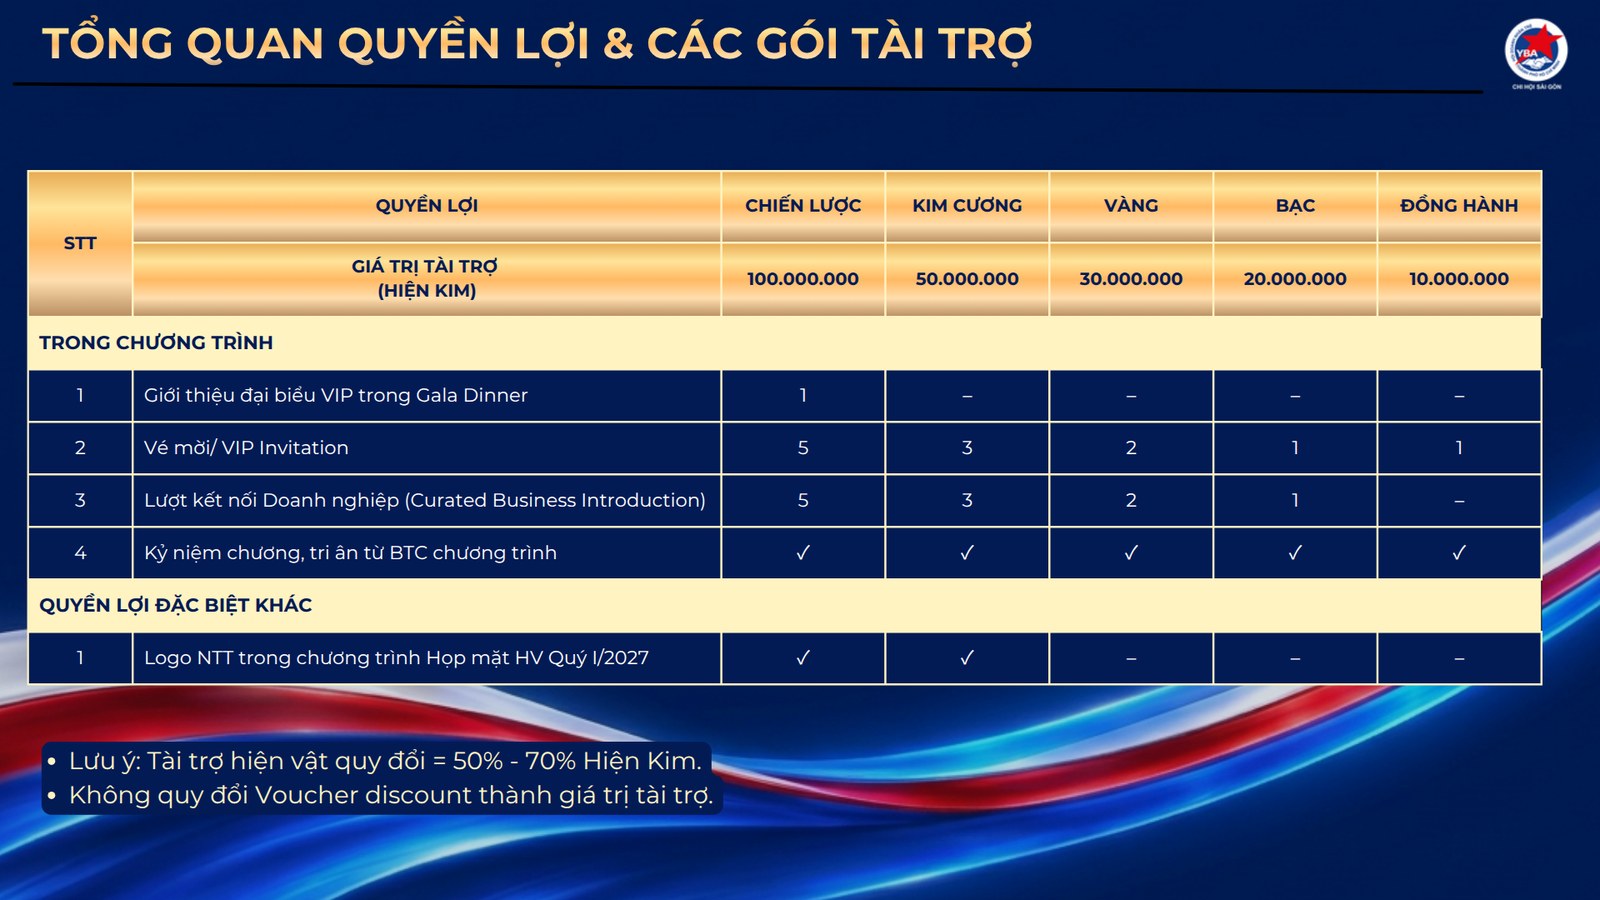 TỔNG QUAN QUYỀN LỢI & CÁC GÓI TÀI TRỢ
YBA
CHI HỘI SÀI GÒN
STT
QUYỀN LỢI CHIẾN LƯỢC KIM CƯƠNG VÀNG BẠC ĐỒNG HÀNH
GIÁ TRỊ TÀI TRỢ
(HIỆN KIM) 100.000.000 50.000.000 30.000.000 20.000.000 10.000.000
TRONG CHƯƠNG TRÌNH
1 Giới thiệu đại biểu VIP trong Gala Dinner 1 – – – –
2 Vé mời/ VIP Invitation 5 3 2 1 1
3 Lượt kết nối Doanh nghiệp (Curated Business Introduction) 5 3 2 1 –
4 Kỷ niệm chương, tri ân từ BTC chương trình ✓ ✓ ✓ ✓ ✓
QUYỀN LỢI ĐẶC BIỆT KHÁC
1 Logo NTT trong chương trình Họp mặt HV Quý I/2027 ✓ ✓ – – –
• Lưu ý: Tài trợ hiện vật quy đổi = 50% - 70% Hiện Kim.
• Không quy đổi Voucher discount thành giá trị tài trợ.